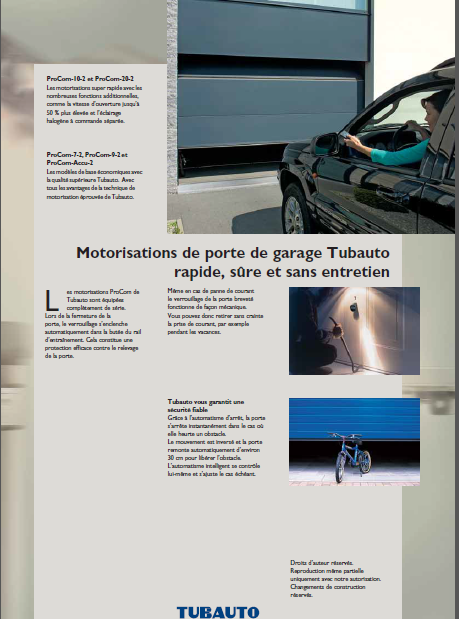 ProCom-10-2 et ProCom-20-2
Les motorisations super rapide avec les
nombreuses fonctions additionnelles,
comme la vitesse d'ouverture jusqu'à
50 % plus élevée et l'éclairage
halogène à commande séparée.
ProCom-7-2, ProCom-9-2 et
ProCom-Accu-2
Les modèles de base économiques avec
la qualité supérieure Tubauto. Avec
tous les avantages de la technique de
motorisation éprouvée de Tubauto.
Motorisations de porte de garage Tubauto
rapide, sûre et sans entretien
Les motorisations ProCom de
Tubauto sont équipées
complètement de série.
Lors de la fermeture de la
porte, le verrouillage s'enclenche
automatiquement dans la butée du rail
d'entraînement. Cela constitue une
protection efficace contre le relevage
de la porte.
Même en cas de panne de courant
le verrouillage de la porte breveté
fonctionne de façon mécanique.
Vous pouvez donc retirer sans crainte
la prise de courant, par exemple
pendant les vacances.
Tubauto vous garantit une
sécurité fiable
Grâce à l'automatisme d'arrêt, la porte
s'arrête instantanément dans le cas où
elle heurte un obstacle.
Le mouvement est inversé et la porte
remonte automatiquement d'environ
30 cm pour libérer l'obstacle.
L'automatisme intelligent se contrôle
lui-même et s'ajuste le cas échéant.
Droits d'auteur réservés.
Reproduction même partielle
uniquement avec notre autorisation.
Changements de construction
réservés.
TUBAUTO